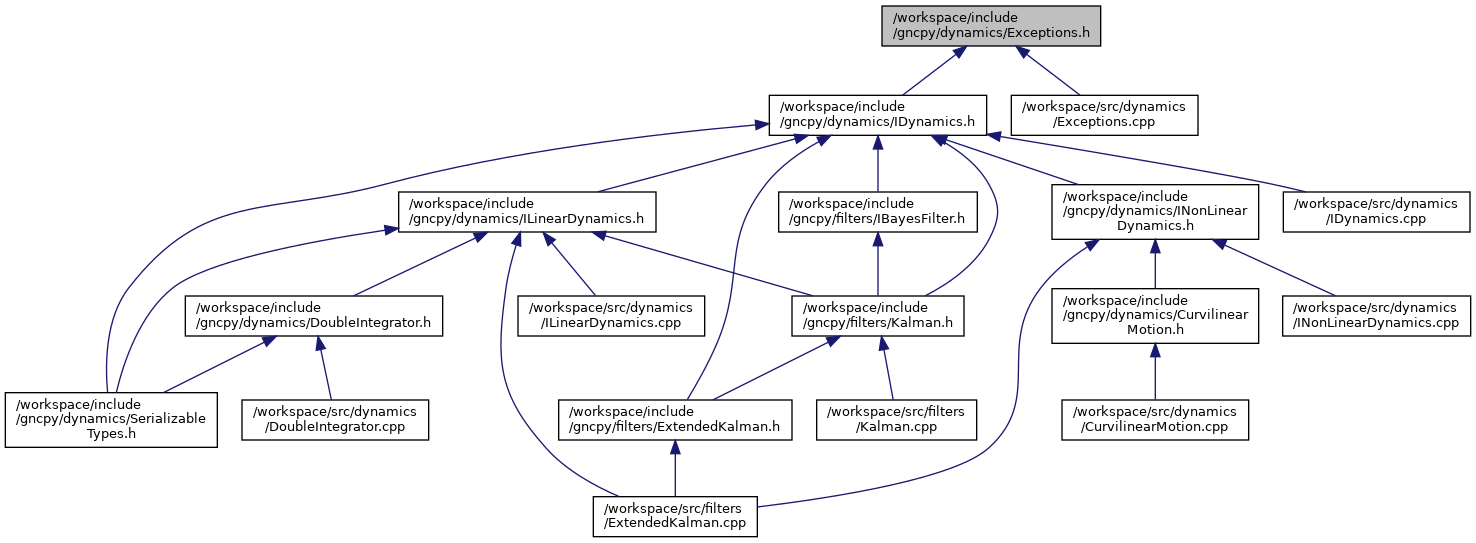 /workspace/include
/gncpy/dynamics/Exceptions.h
/workspace/include
/gncpy/dynamics/IDynamics.h
/workspace/src/dynamics
/Exceptions.cpp
/workspace/include
/gncpy/dynamics/ILinearDynamics.h
/workspace/include
/gncpy/filters/IBayesFilter.h
/workspace/include
/gncpy/dynamics/INonLinear
Dynamics.h
/workspace/src/dynamics
/IDynamics.cpp
/workspace/include
/gncpy/dynamics/DoubleIntegrator.h
/workspace/src/dynamics
/ILinearDynamics.cpp
/workspace/include
/gncpy/filters/Kalman.h
/workspace/include
/gncpy/dynamics/Curvilinear
Motion.h
/workspace/src/dynamics
/INonLinearDynamics.cpp
/workspace/include
/gncpy/dynamics/Serializable
Types.h
/workspace/src/dynamics
/DoubleIntegrator.cpp
/workspace/include
/gncpy/filters/ExtendedKalman.h
/workspace/src/filters
/Kalman.cpp
/workspace/src/dynamics
/CurvilinearMotion.cpp
/workspace/src/filters
/ExtendedKalman.cpp